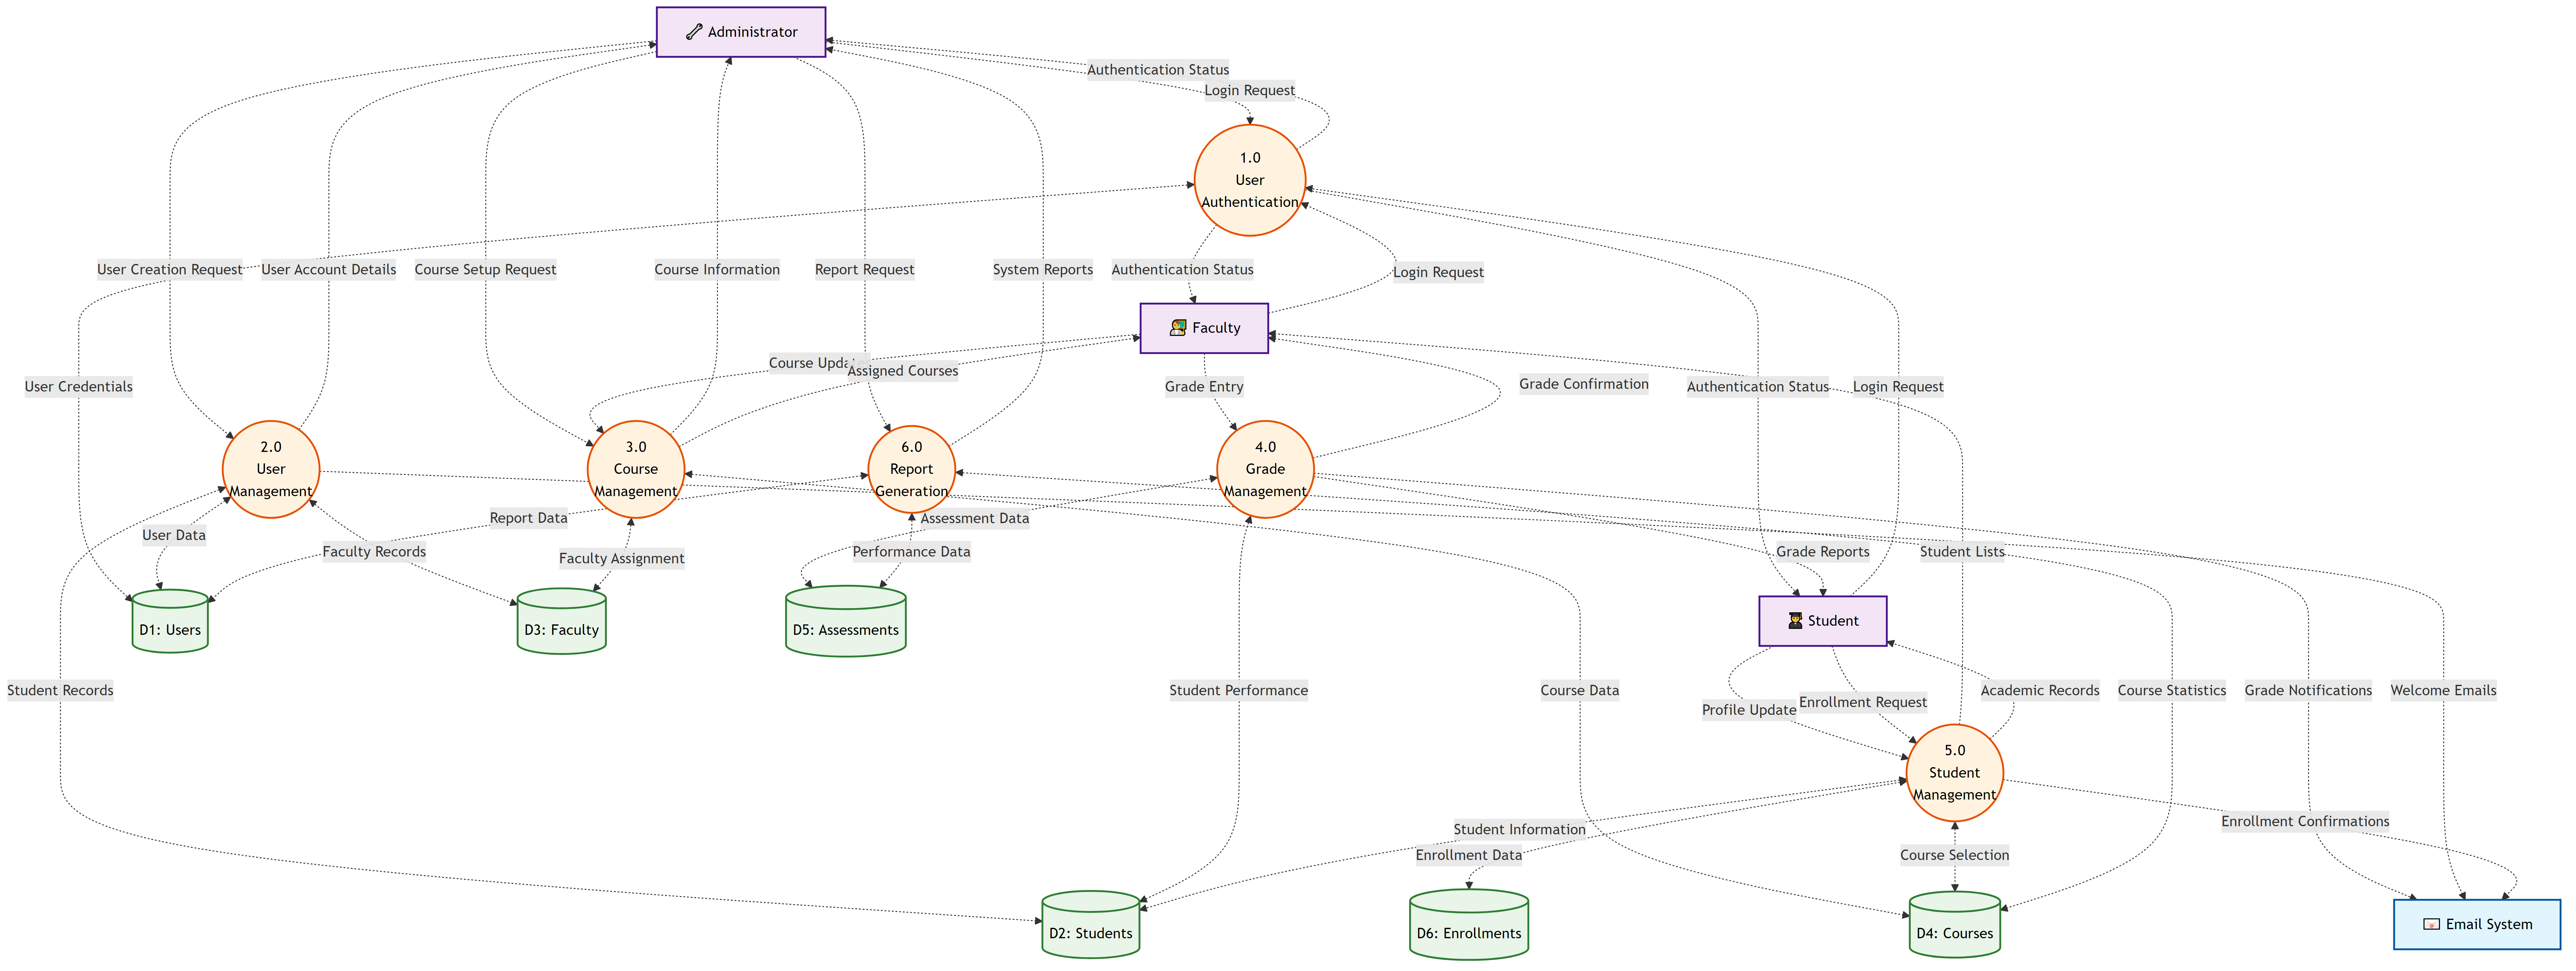 Administrator
Authentication Status
Login Request
1.0
User
Authentication
User Creation Request
User Account Details
Course Setup Request
Course Information
Report Request
System Reports
Authentication Status
Login Request
Faculty
Course Upda
Assigned Courses
User Credentials
Grade Entry
Grade Confirmation
Authentication Status
Login Request
2.0
User
Management
3.0
Course
Management
6.0
Report
Generation
4.0
Grade
Management
Report Data
Assessment Data
User Data
Faculty Records
Faculty Assignment
Performance Data
Grade Reports
Student Lists
D1: Users
D3: Faculty
D5: Assessments
Student
Student Records
Student Performance
Course Data
Profile Update
Enrollment Request
Academic Records
Course Statistics
Grade Notifications
Welcome Emails
5.0
Student
Management
Student Information
Enrollment Confirmations
Enrollment Data
Course Selection
D2: Students
D6: Enrollments
D4: Courses
Email System